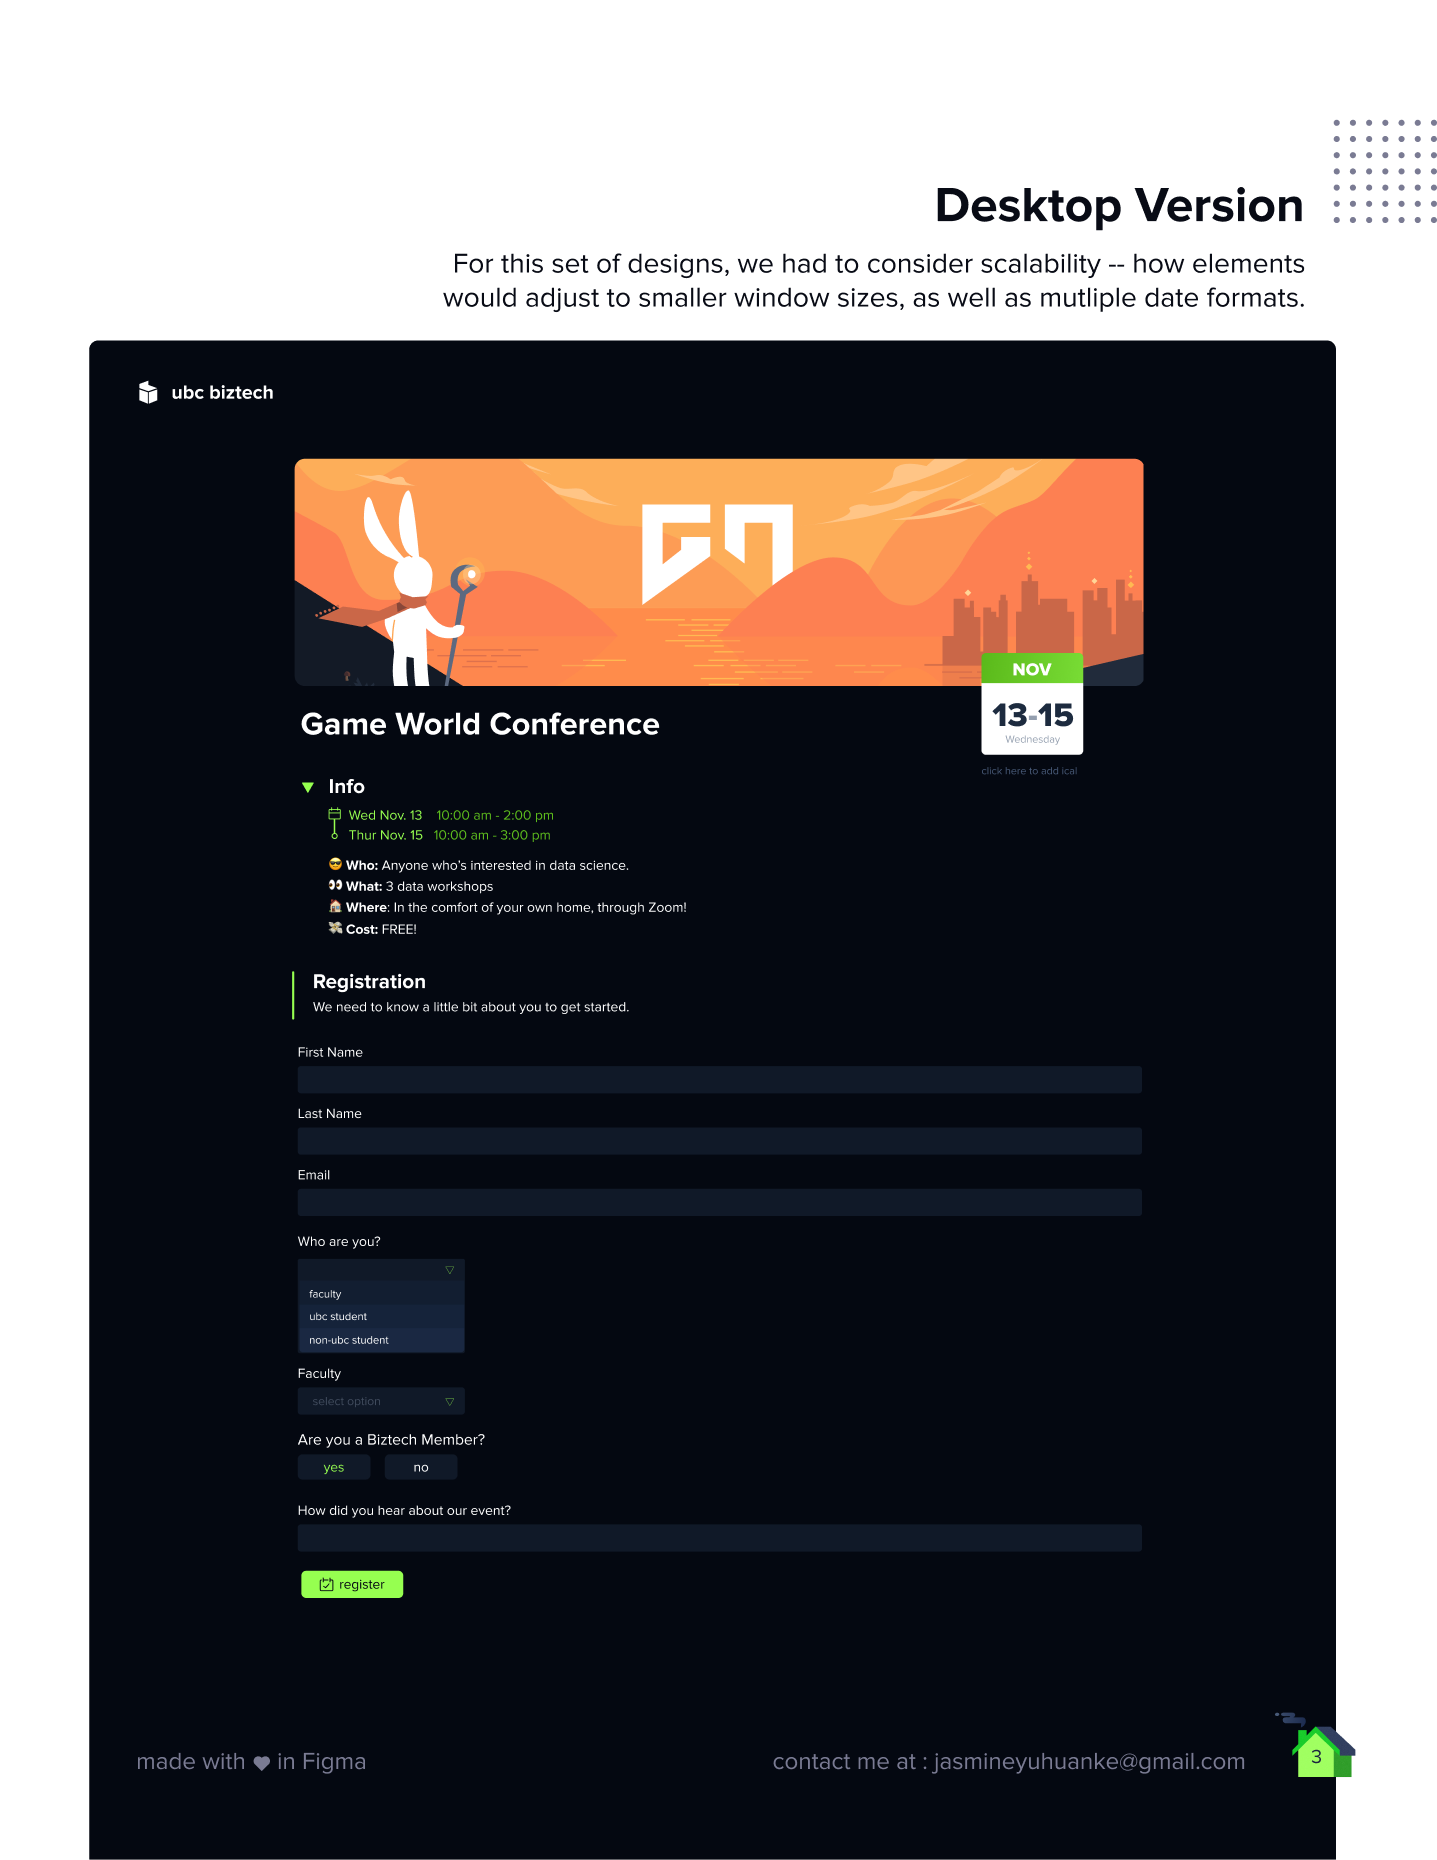 Desktop Version
For this set of designs, we had to consider scalability -- how elements
would adjust to smaller window sizes, as well as mutliple date formats.
ubc biztech
NOV
13-15
Wednesday
click here to add ical
Game World Conference
Info
Wed Nov. 13 10:00 am - 2:00 pm
Thur Nov. 15 10:00 am - 3:00 pm
😎 Who: Anyone who's interested in data science.
👀 What: 3 data workshops
🏠 Where: In the comfort of your own home, through Zoom!
💸 Cost: FREE!
Registration
We need to know a little bit about you to get started.
First Name
Last Name
Email
Who are you?
faculty
ubc student
non-ubc student
Faculty
select option
Are you a Biztech Member?
yes no
How did you hear about our event?
register
made with ♥ in Figma
contact me at : jasmineyuhuanke@gmail.com
3